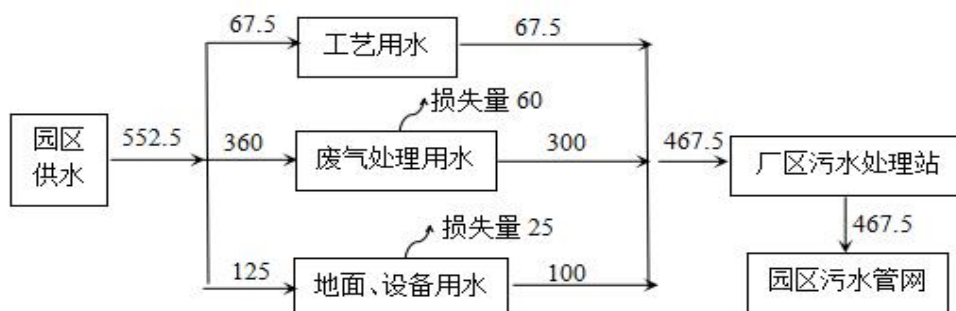 67.5
工艺用水
67.5
损失量 60
园区
供水
552.5
360
废气处理用水
300
467.5
厂区污水处理站
损失量 25
467.5
125
地面、设备用水
100
园区污水管网